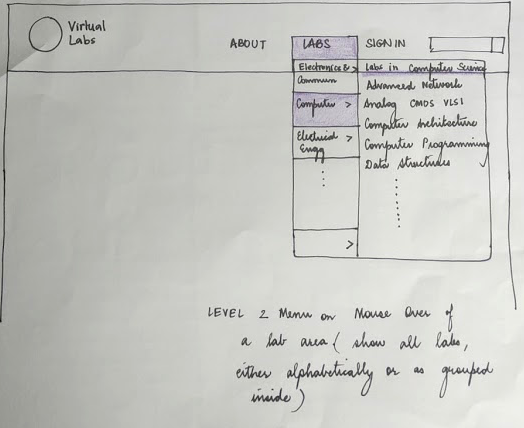 Virtual
Labs
ABOUT
LABS
SIGN IN
Electronics & >
Commun
Computer >
Electrical >
Engg
>
Labs in Computer Science
Advanced Network
Analog CMOS VLSI
Computer Architecture
Computer Programming
Data Structures
LEVEL 2 Menu on Mouse Over of
a lab area ( show all labs,
either alphabetically or as grouped
inside )